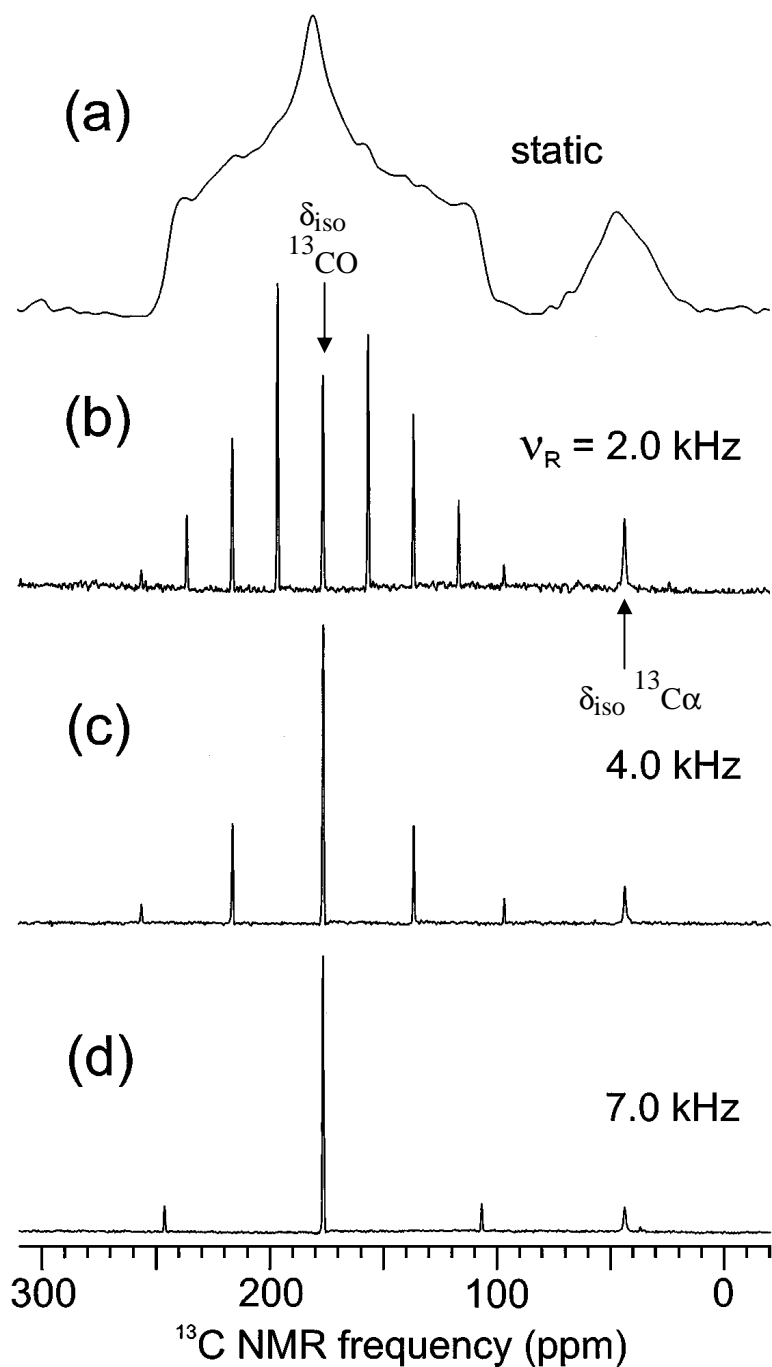 (a)
static
δiso
¹³CO
(b)
νR = 2.0 kHz
δiso ¹³Cα
(c)
4.0 kHz
(d)
7.0 kHz
300 200 100 0
¹³C NMR frequency (ppm)